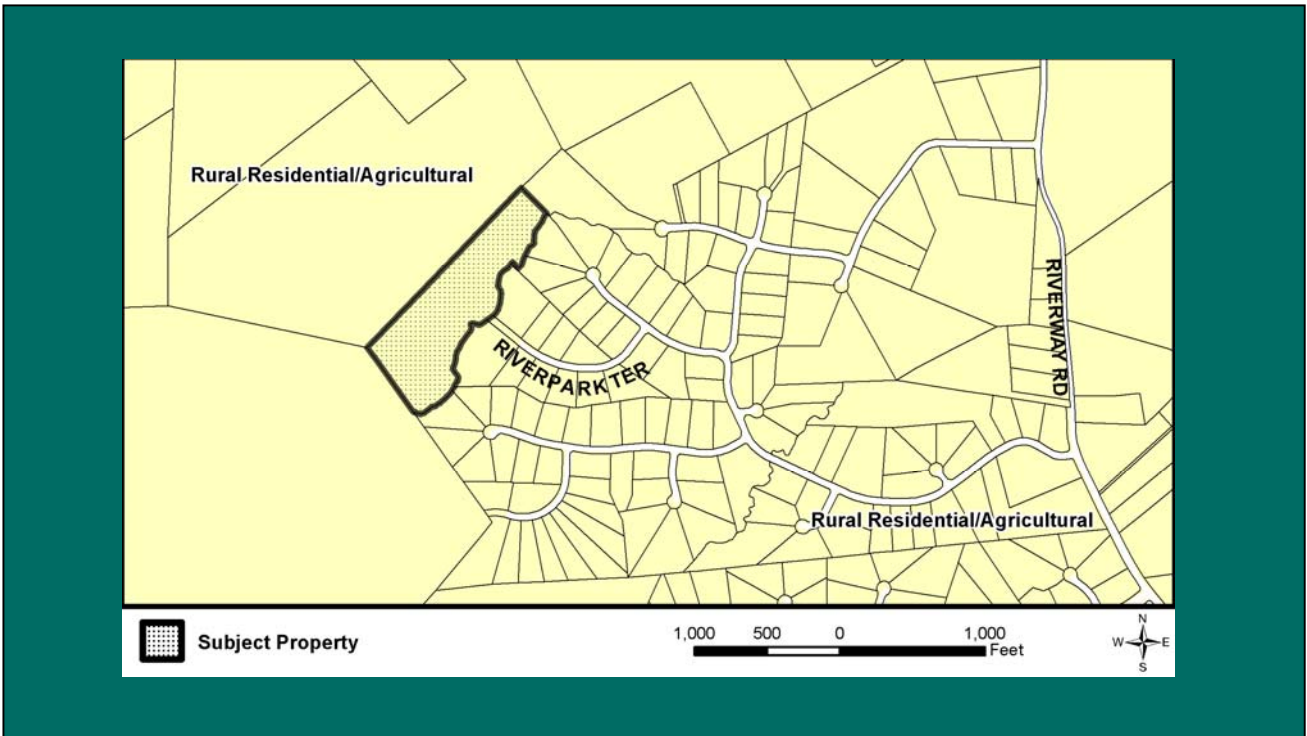 Rural Residential/Agricultural
RIVERWAY RD
RIVERPARK TER
Rural Residential/Agricultural
Subject Property
1,000 500 0 1,000
Feet
N
W E
S